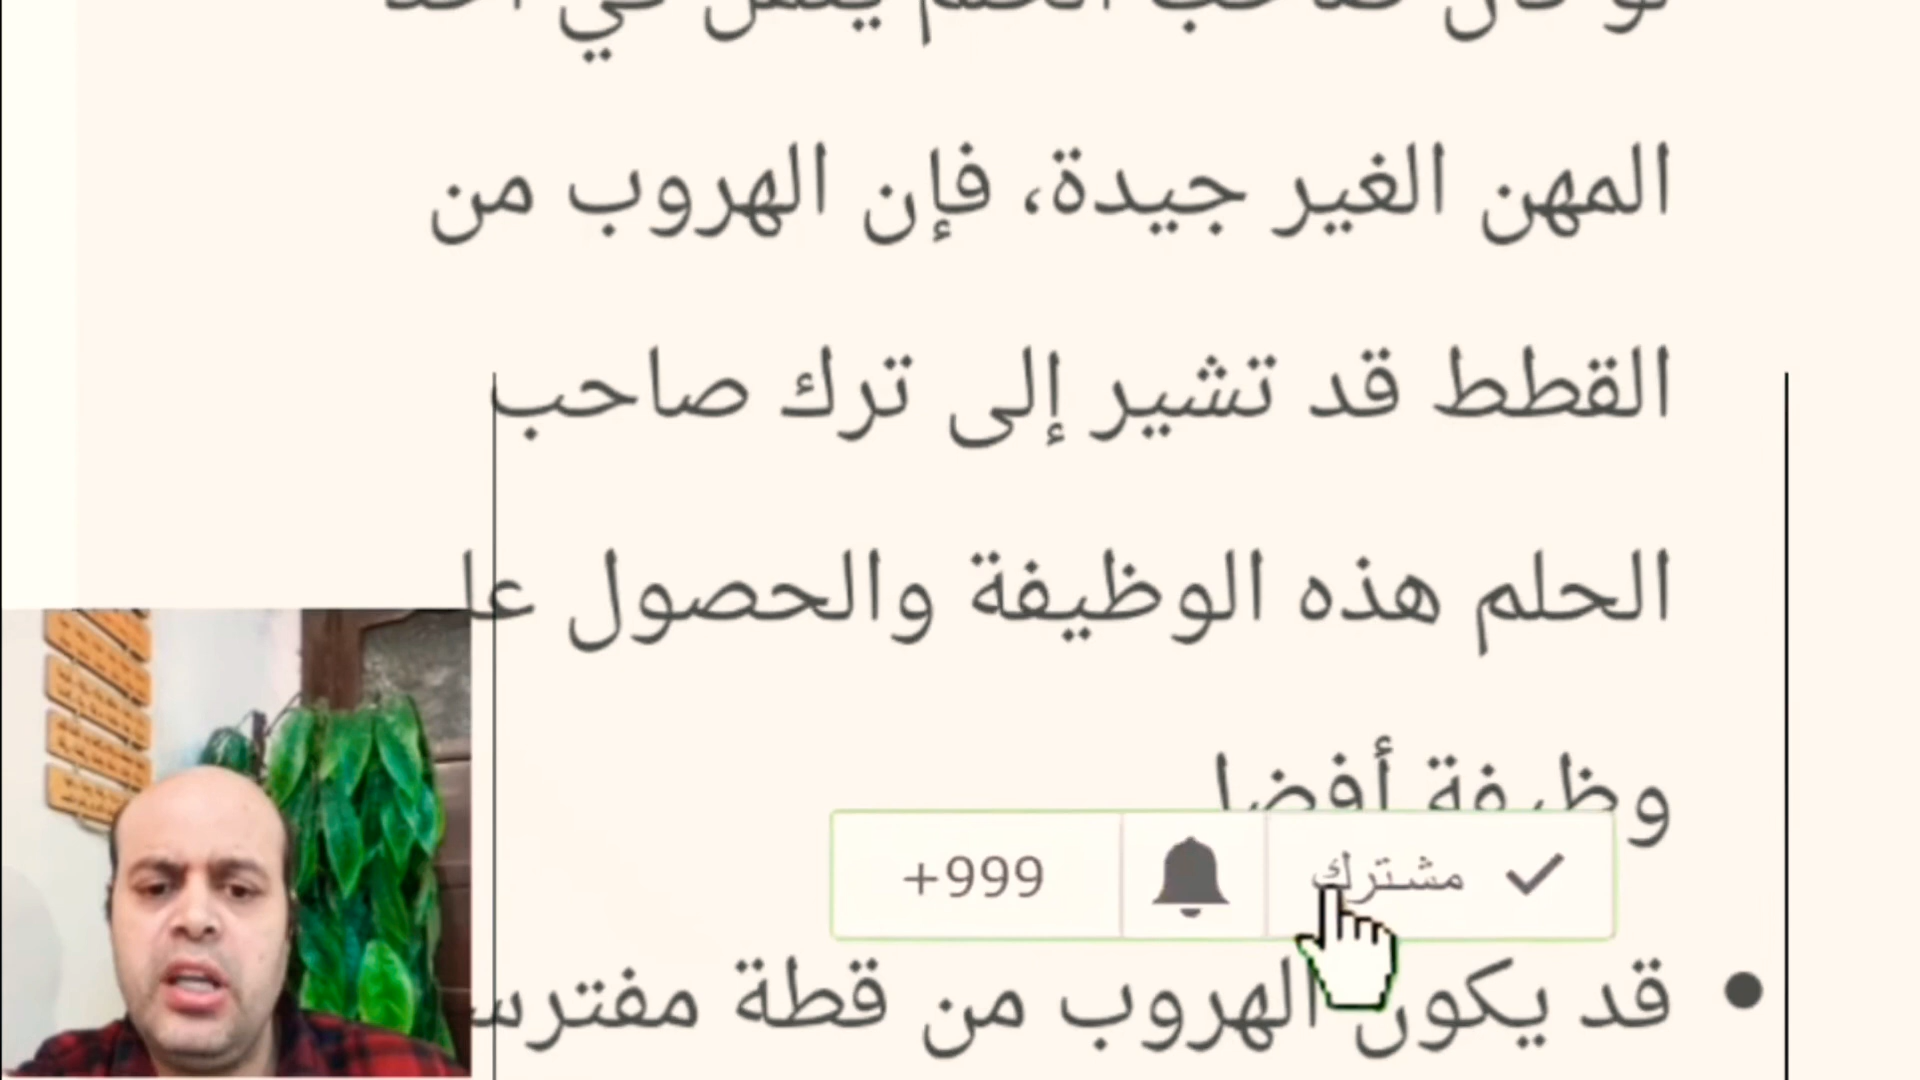 المهن الغير جيدة، فإن الهروب من
القطط قد تشير إلى ترك صاحب
الحلم هذه الوظيفة والحصول
مشترك
999+
قد يكون الهروب من قطة